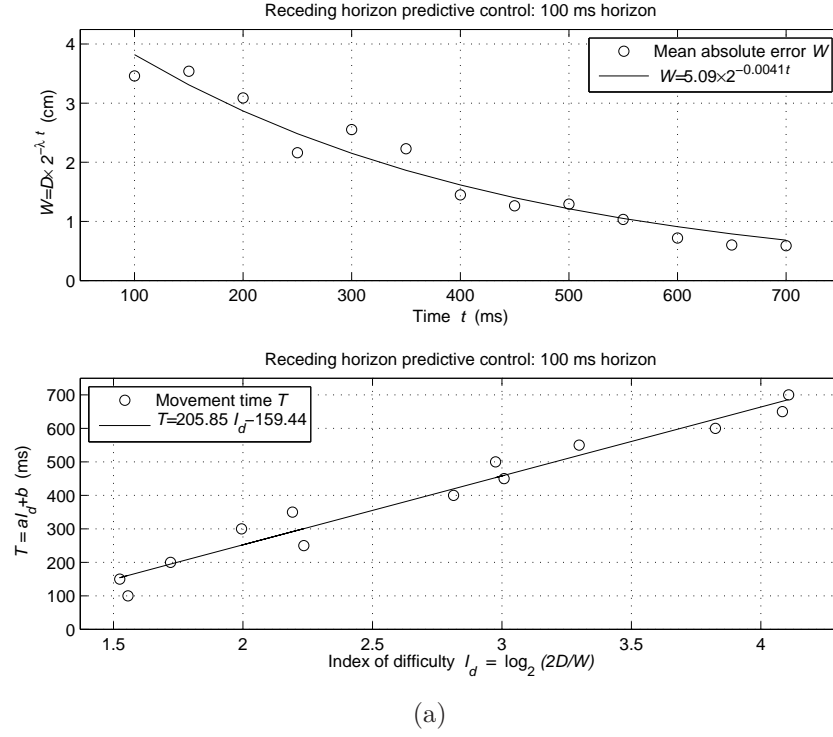 Receding horizon predictive control: 100 ms horizon
Mean absolute error W
W=5.09×2^{−0.0041t}
W=D×2^{−λ t} (cm)
4
3
2
1
0
100 200 300 400 500 600 700
Time t (ms)
Receding horizon predictive control: 100 ms horizon
Movement time T
T=205.85 I_d−159.44
T = aI_d+b (ms)
700
600
500
400
300
200
100
0
1.5 2 2.5 3 3.5 4
Index of difficulty I_d = log_2 (2D/W)
(a)